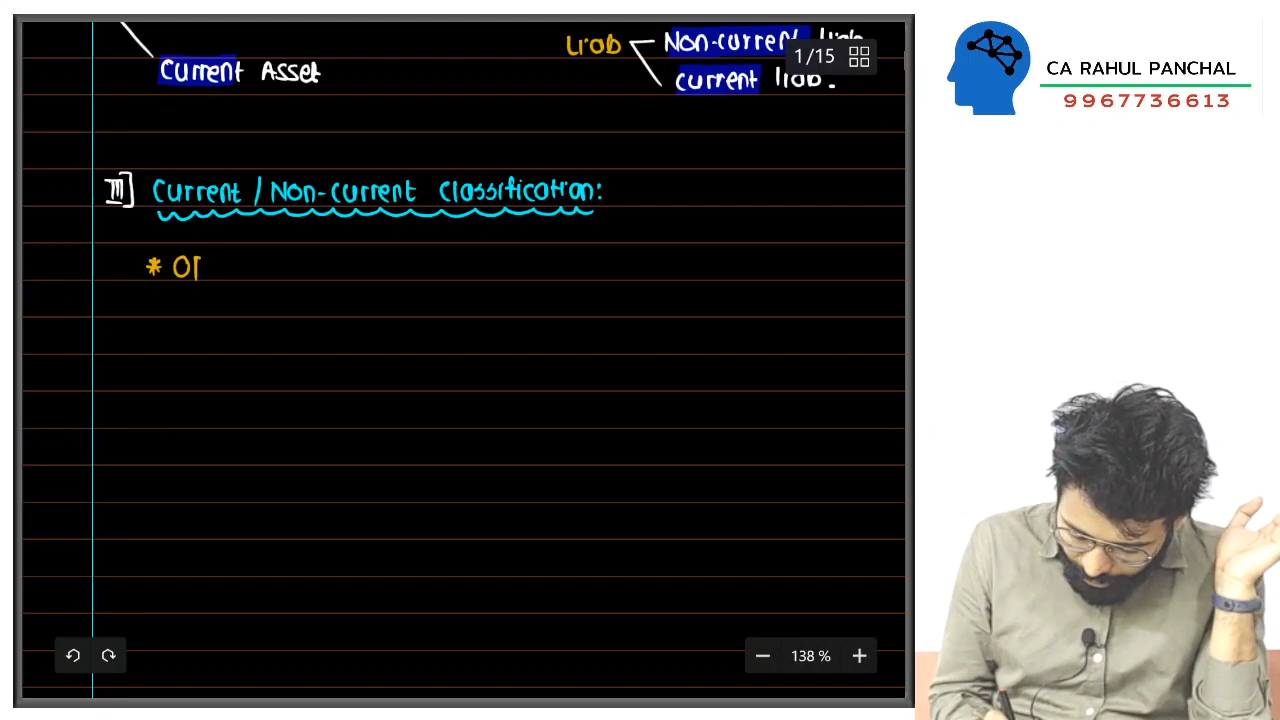 Current Asset
Liab
Non-current Liab
current liab.
1/15
CA RAHUL PANCHAL
9967736613
III] Current / Non-current Classification:
* Op
138 %